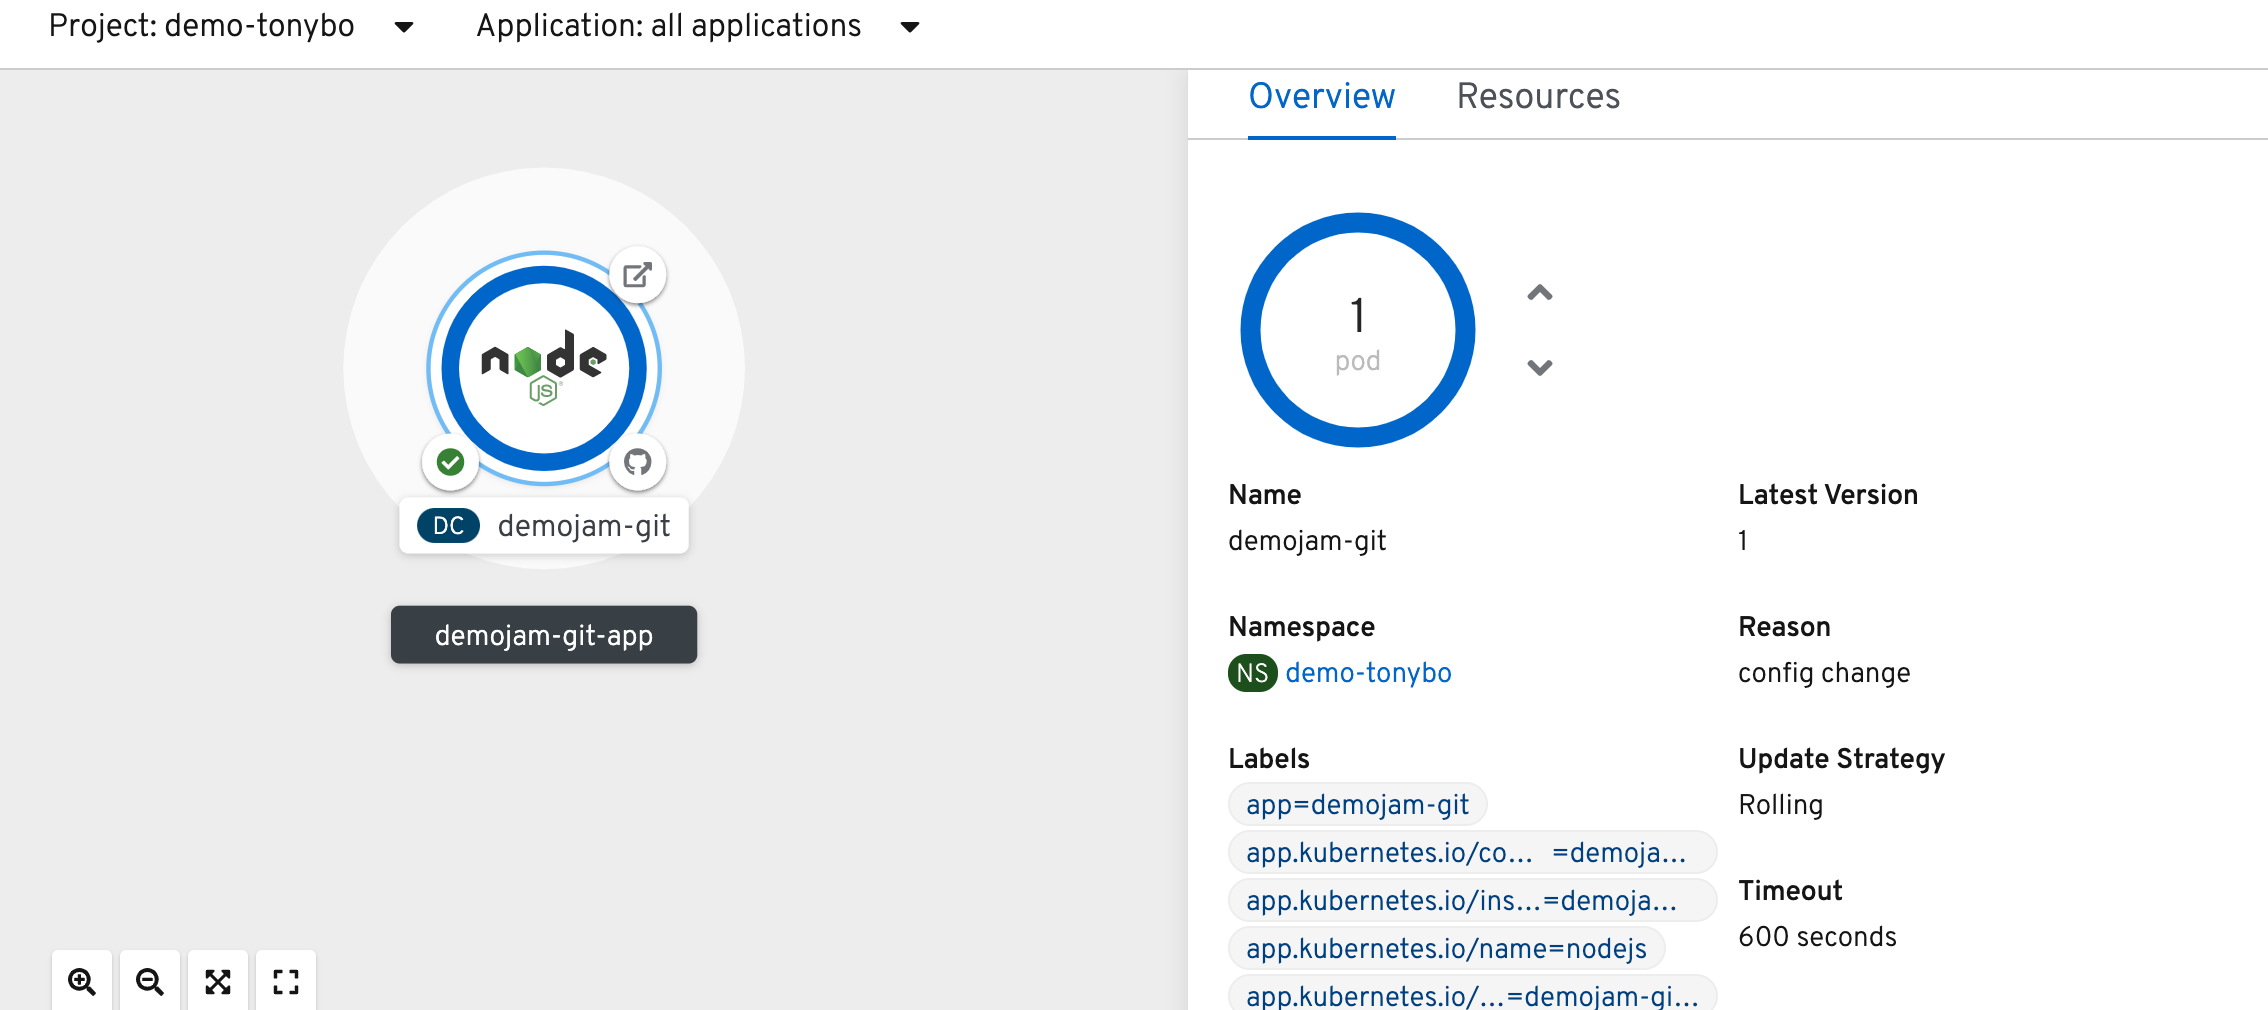 Project: demo-tonybo
Application: all applications
node
JS
DC demojam-git
demojam-git-app
Overview
Resources
1
pod
Name
demojam-git
Latest Version
1
Namespace
NS demo-tonybo
Reason
config change
Labels
app=demojam-git
app.kubernetes.io/co... =demoja...
app.kubernetes.io/ins...=demoja...
app.kubernetes.io/name=nodejs
app.kubernetes.io/...=demojam-gi...
Update Strategy
Rolling
Timeout
600 seconds